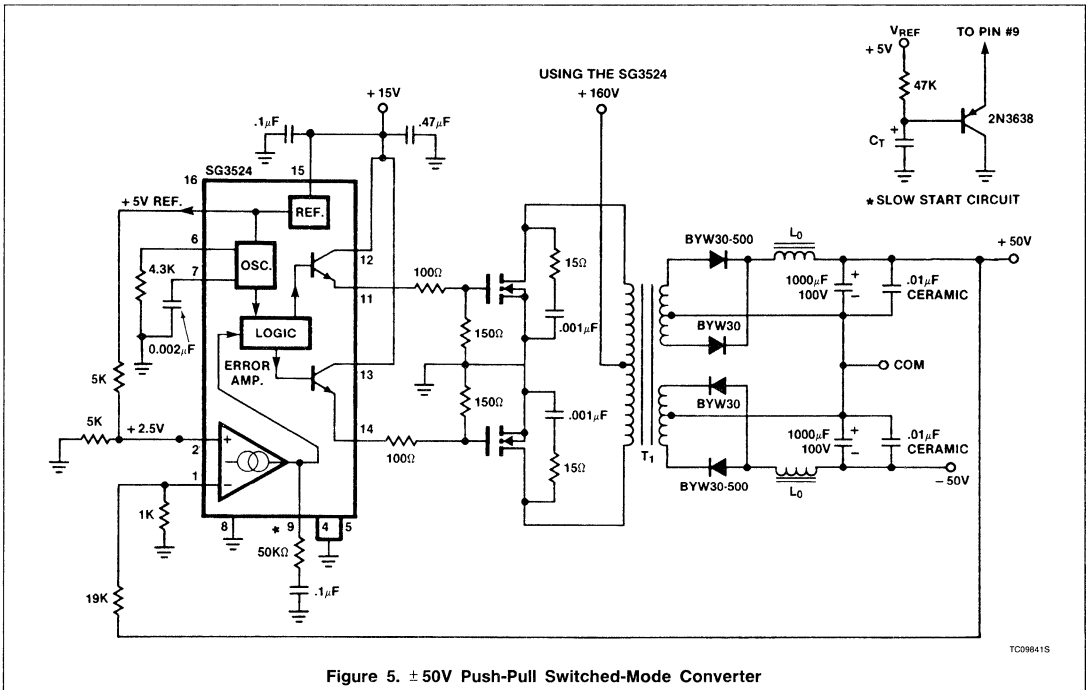 USING THE SG3524
+160V
VREF
+5V
TO PIN #9
47K
2N3638
CT
+
*SLOW START CIRCUIT
+15V
.1μF
.47μF
SG3524
16
15
+5V REF.
REF.
6
OSC.
7
12
4.3K
11
0.002μF
LOGIC
ERROR
AMP.
13
14
5K
5K
+2.5V
+
2
1
−
1K
8
*
9
4
5
50KΩ
.1μF
19K
100Ω
150Ω
150Ω
100Ω
15Ω
.001μF
.001μF
15Ω
T1
BYW30-500
L0
+50V
1000μF
100V
+
−
.01μF
CERAMIC
BYW30
COM
BYW30
1000μF
100V
+
−
.01μF
CERAMIC
BYW30-500
L0
−50V
TC09841S
Figure 5. ±50V Push-Pull Switched-Mode Converter